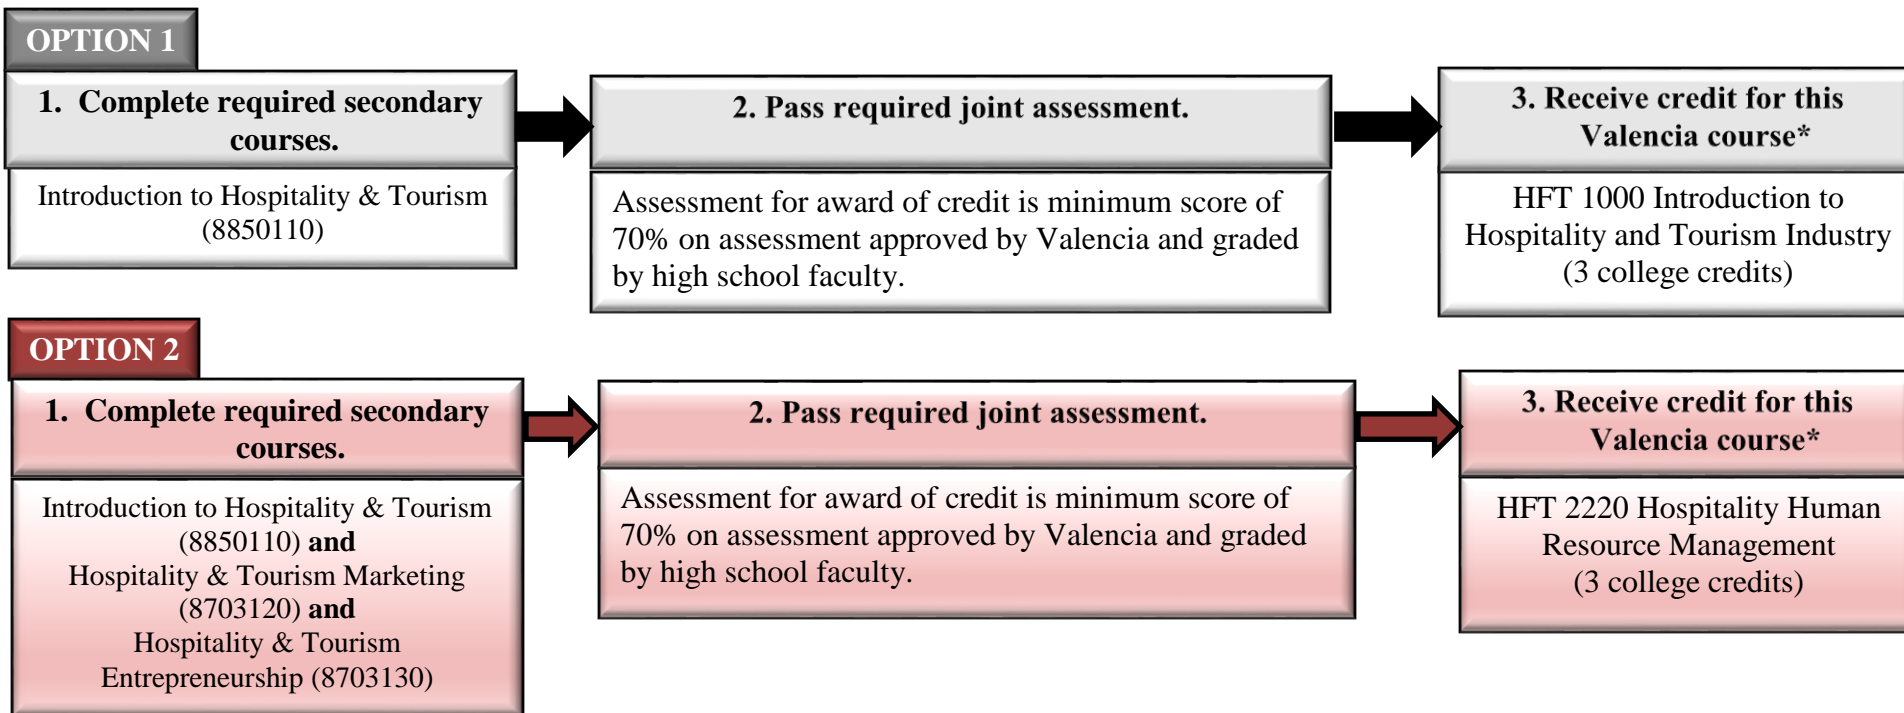 OPTION 1
1. Complete required secondary
courses.
Introduction to Hospitality & Tourism
(8850110)
2. Pass required joint assessment.
Assessment for award of credit is minimum score of
70% on assessment approved by Valencia and graded
by high school faculty.
3. Receive credit for this
Valencia course*
HFT 1000 Introduction to
Hospitality and Tourism Industry
(3 college credits)
OPTION 2
1. Complete required secondary
courses.
Introduction to Hospitality & Tourism
(8850110) and
Hospitality & Tourism Marketing
(8703120) and
Hospitality & Tourism
Entrepreneurship (8703130)
2. Pass required joint assessment.
Assessment for award of credit is minimum score of
70% on assessment approved by Valencia and graded
by high school faculty.
3. Receive credit for this
Valencia course*
HFT 2220 Hospitality Human
Resource Management
(3 college credits)